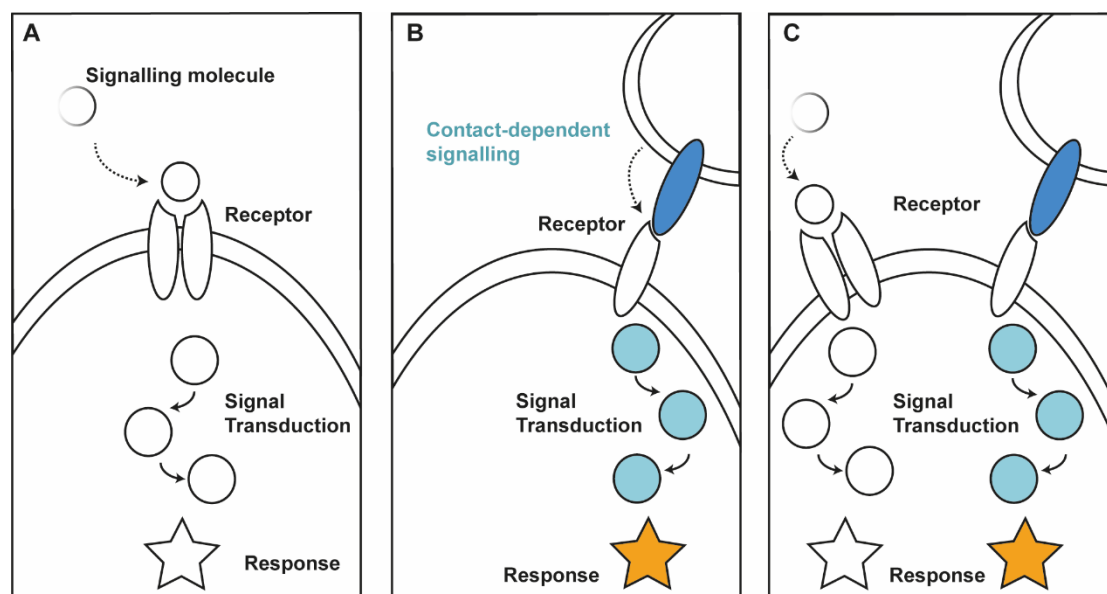 A
Signalling molecule
Receptor
Signal
Transduction
Response
B
Contact-dependent
signalling
Receptor
Signal
Transduction
Response
C
Receptor
Signal
Transduction
Response